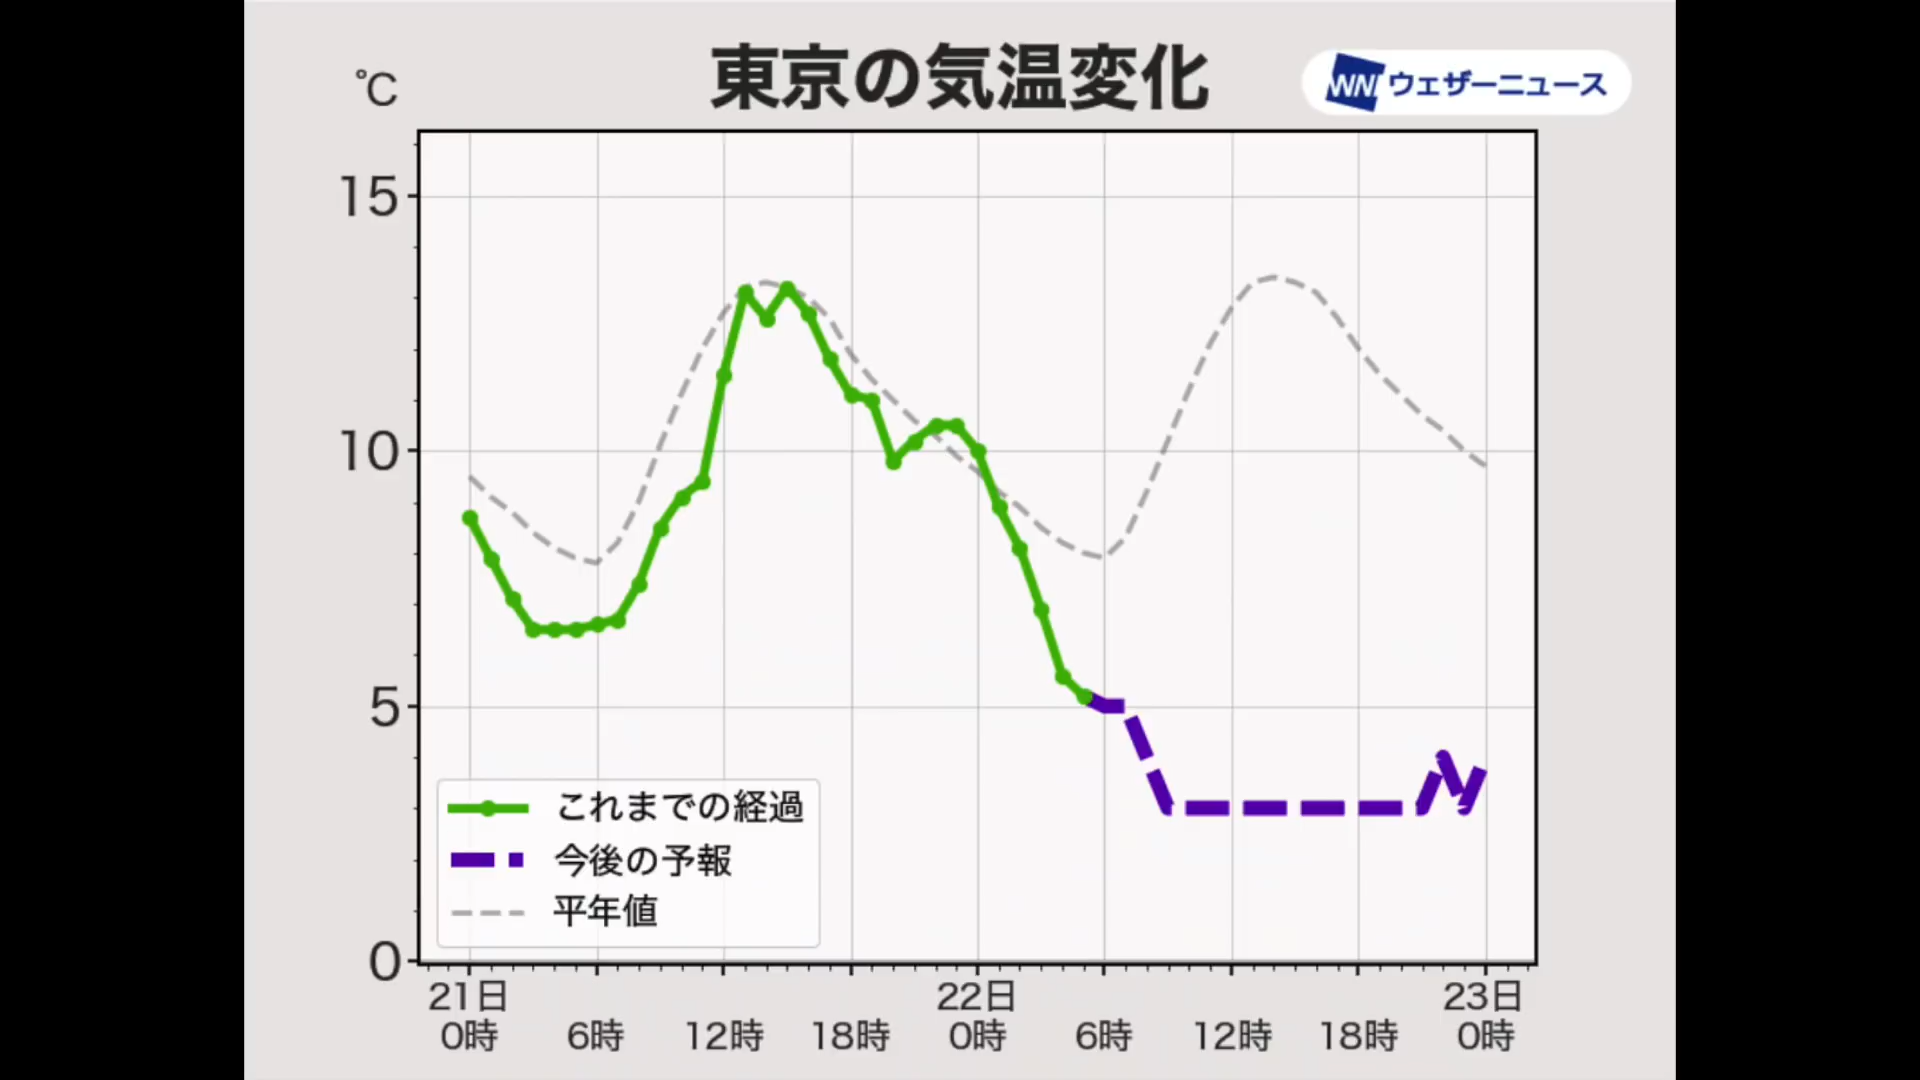 東京の気温変化
℃
WNI ウェザーニュース
15
10
5
0
これまでの経過
今後の予報
平年値
21日 22日 23日
0時 6時 12時 18時 0時 6時 12時 18時 0時